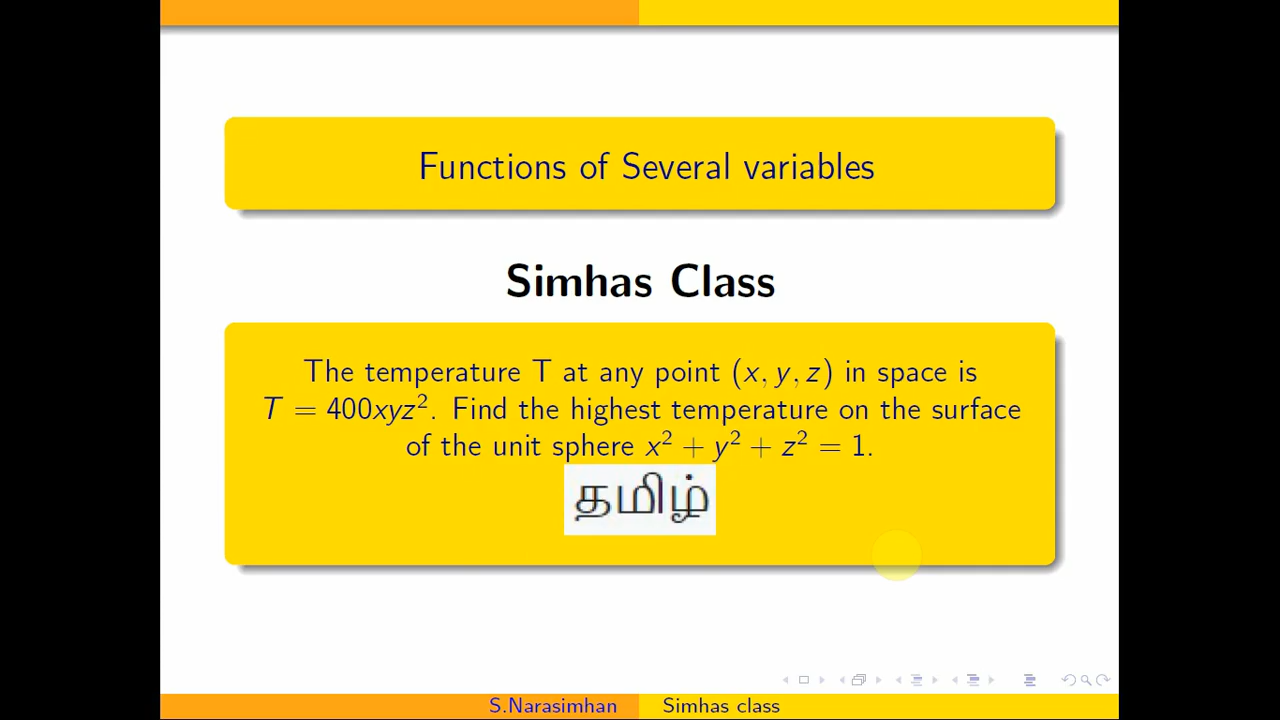 Functions of Several variables
Simhas Class
The temperature T at any point (x, y, z) in space is
T = 400xyz². Find the highest temperature on the surface
of the unit sphere x² + y² + z² = 1.
தமிழ்
S.Narasimhan Simhas class